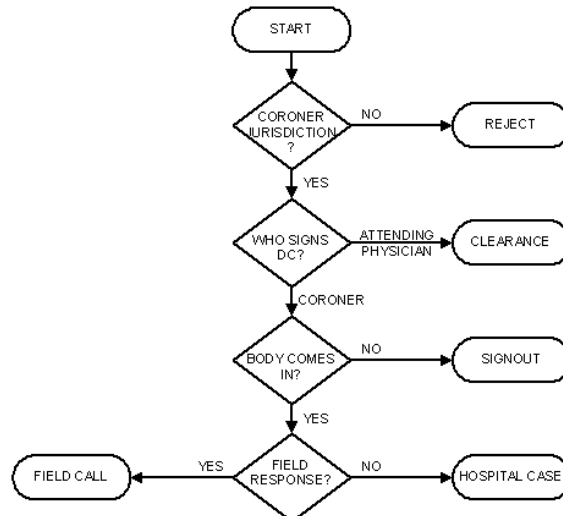 START
CORONER
JURISDICTION
?
NO
REJECT
YES
WHO SIGNS
DC?
ATTENDING
PHYSICIAN
CLEARANCE
CORONER
BODY COMES
IN?
NO
SIGNOUT
YES
FIELD
RESPONSE?
YES
FIELD CALL
NO
HOSPITAL CASE